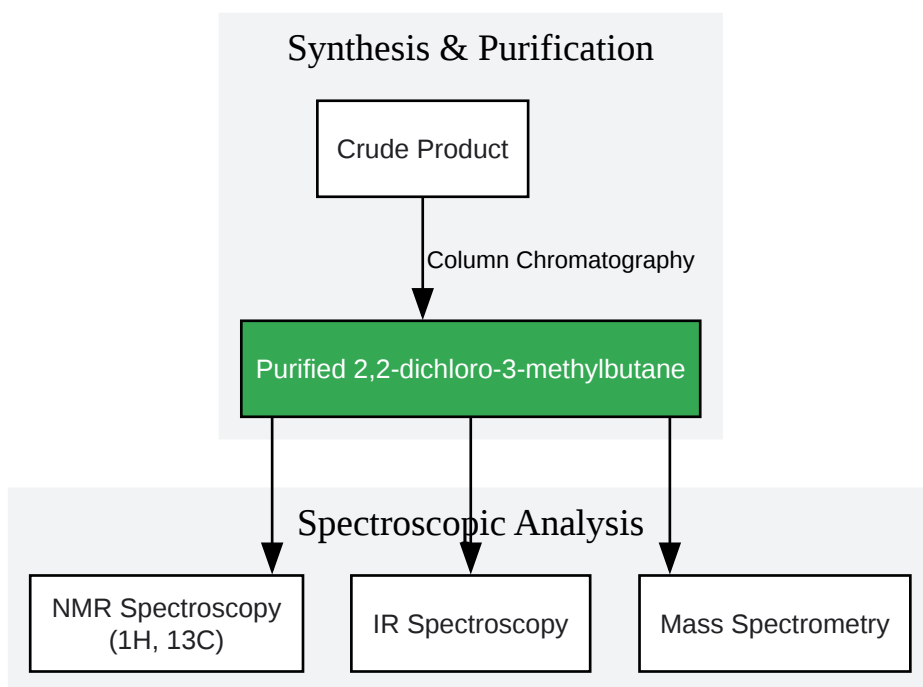 Synthesis & Purification
Crude Product
Column Chromatography
Purified 2,2-dichloro-3-methylbutane
Spectroscopic Analysis
NMR Spectroscopy
(1H, 13C)
IR Spectroscopy
Mass Spectrometry